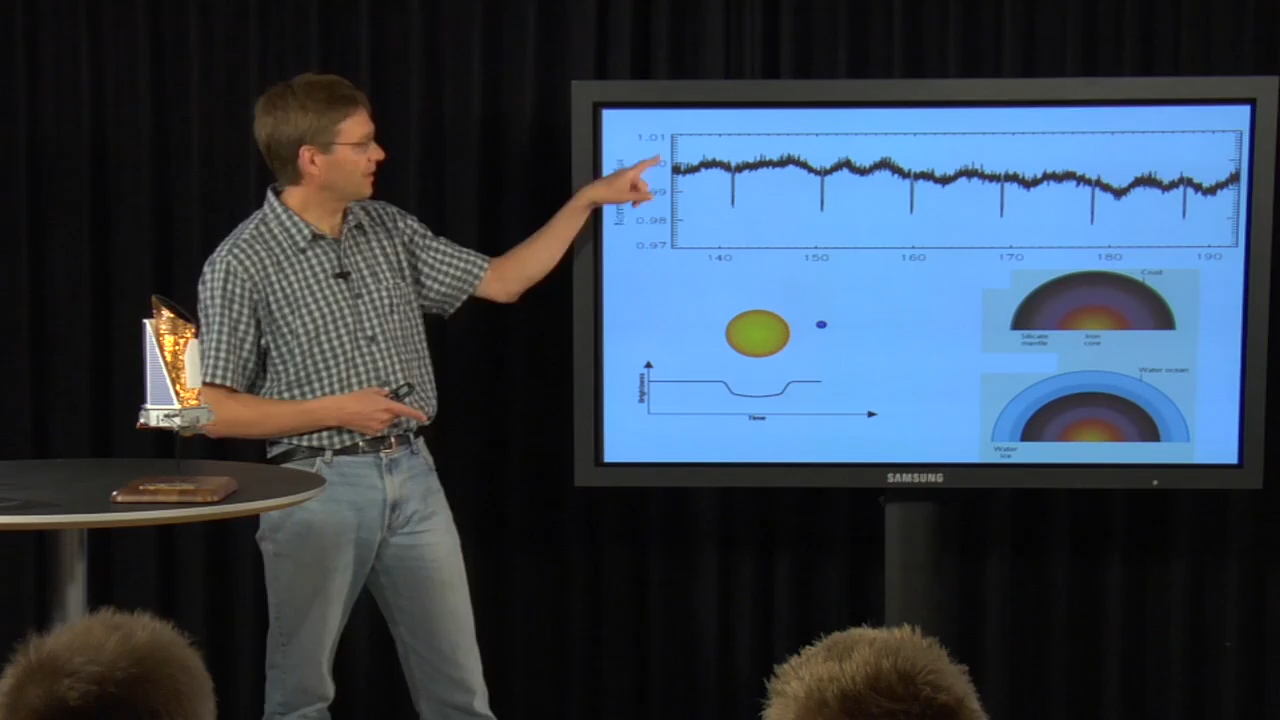 1.01
0.98
0.97
140 150 160 170 180 190
Crust
Silicate
mantle
Iron
core
Water ocean
Brightness
Time
Water
ice
SAMSUNG